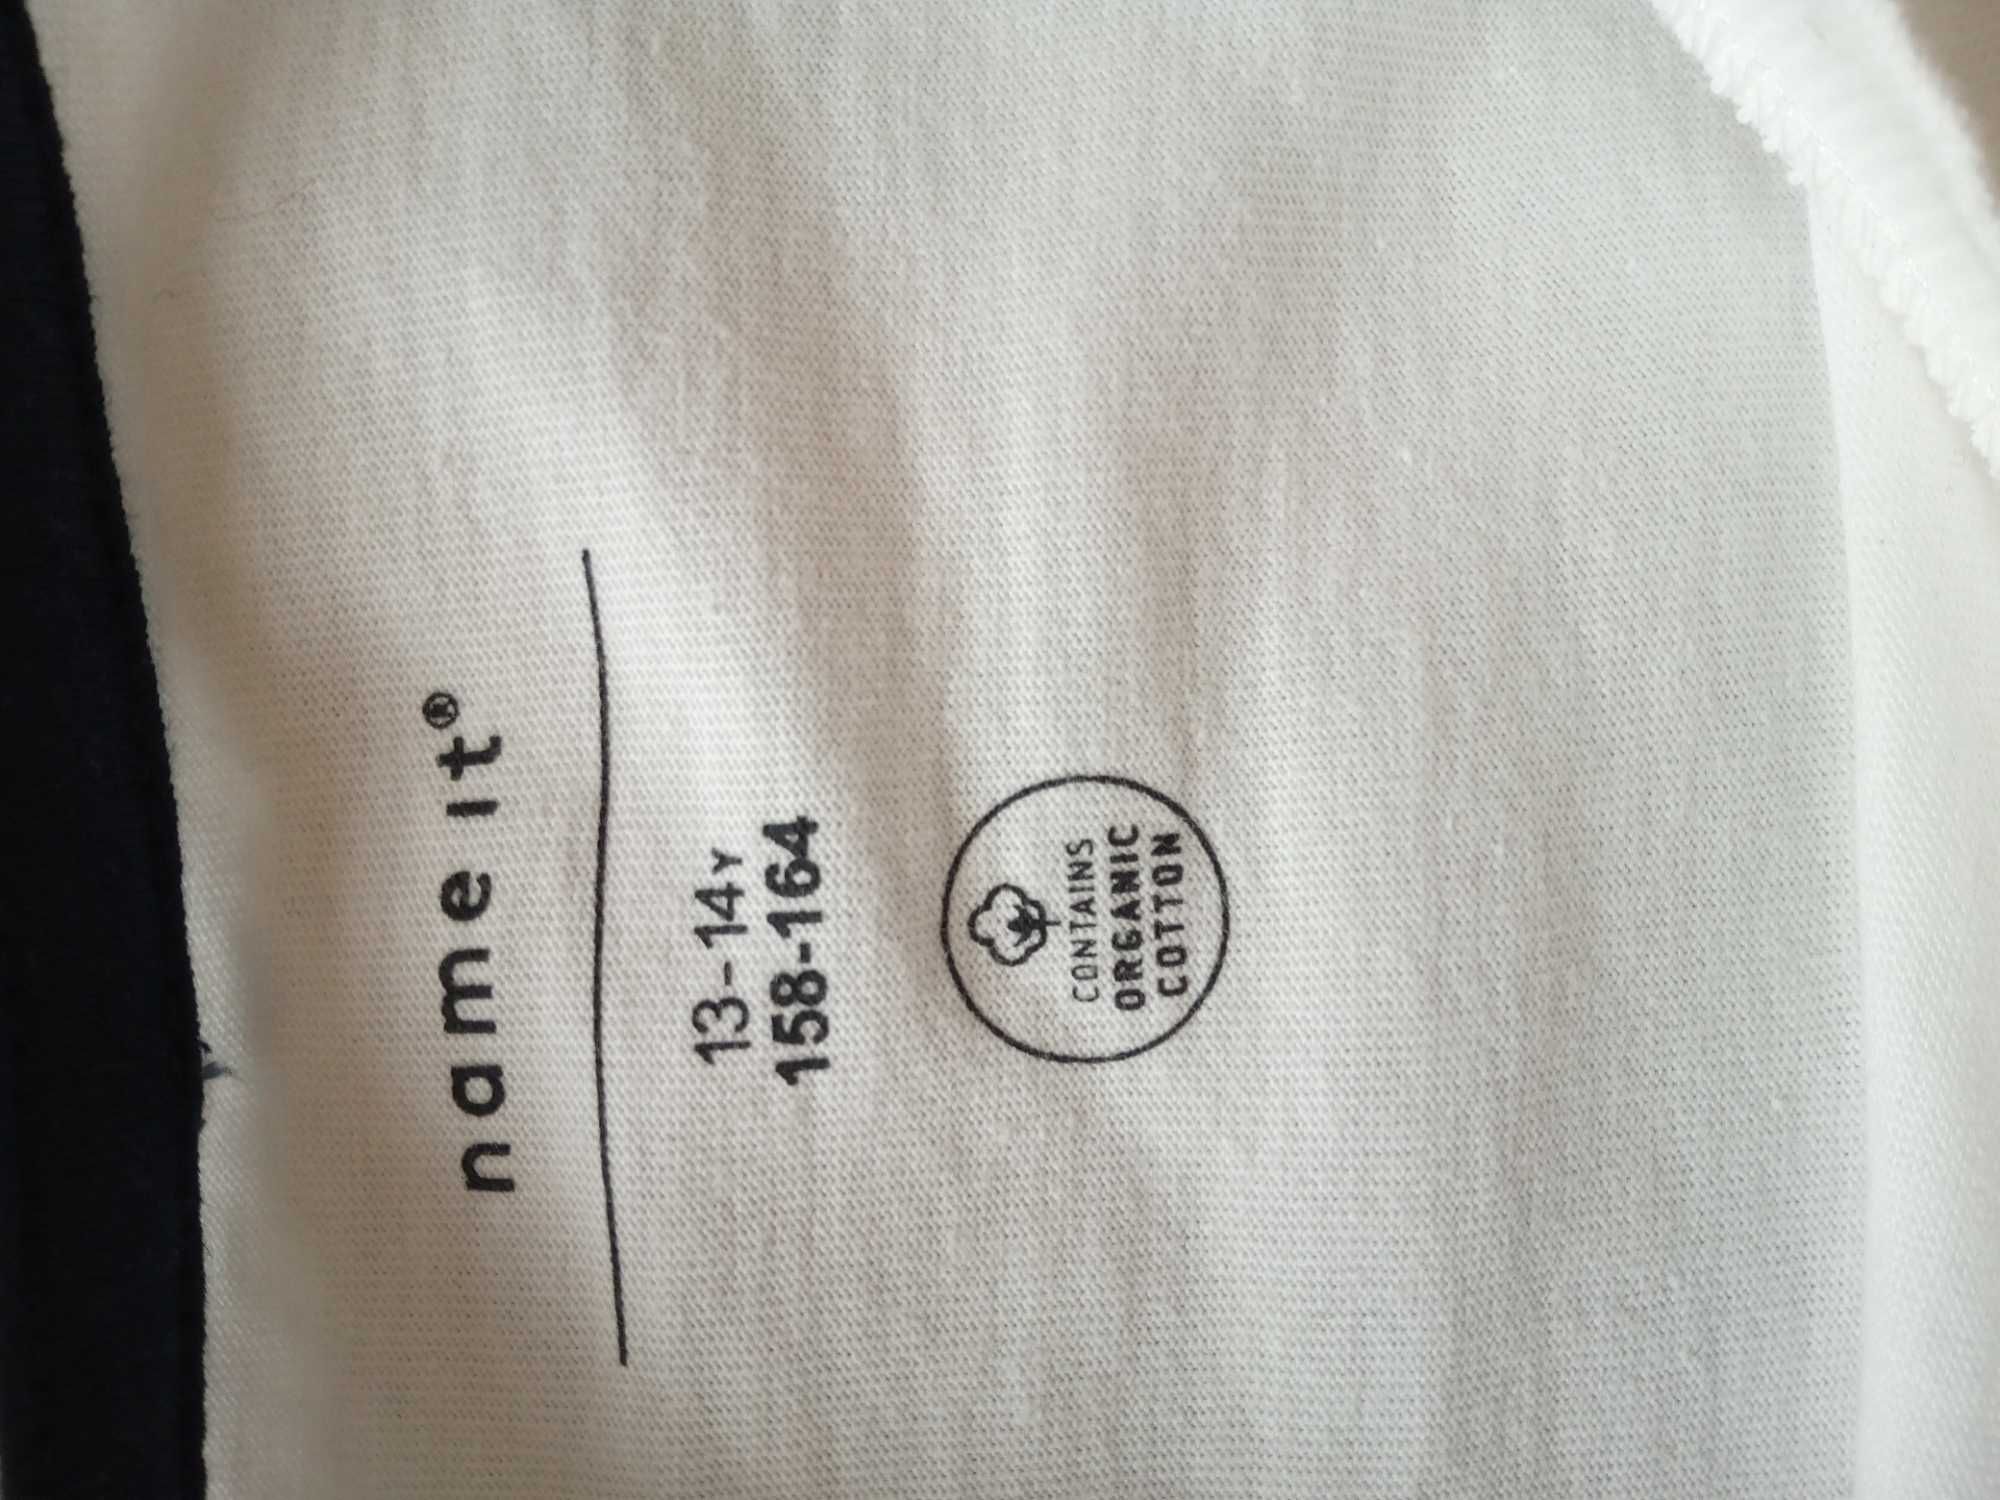 name it®
13-14Y
158-164
CONTAINS
ORGANIC
COTTON